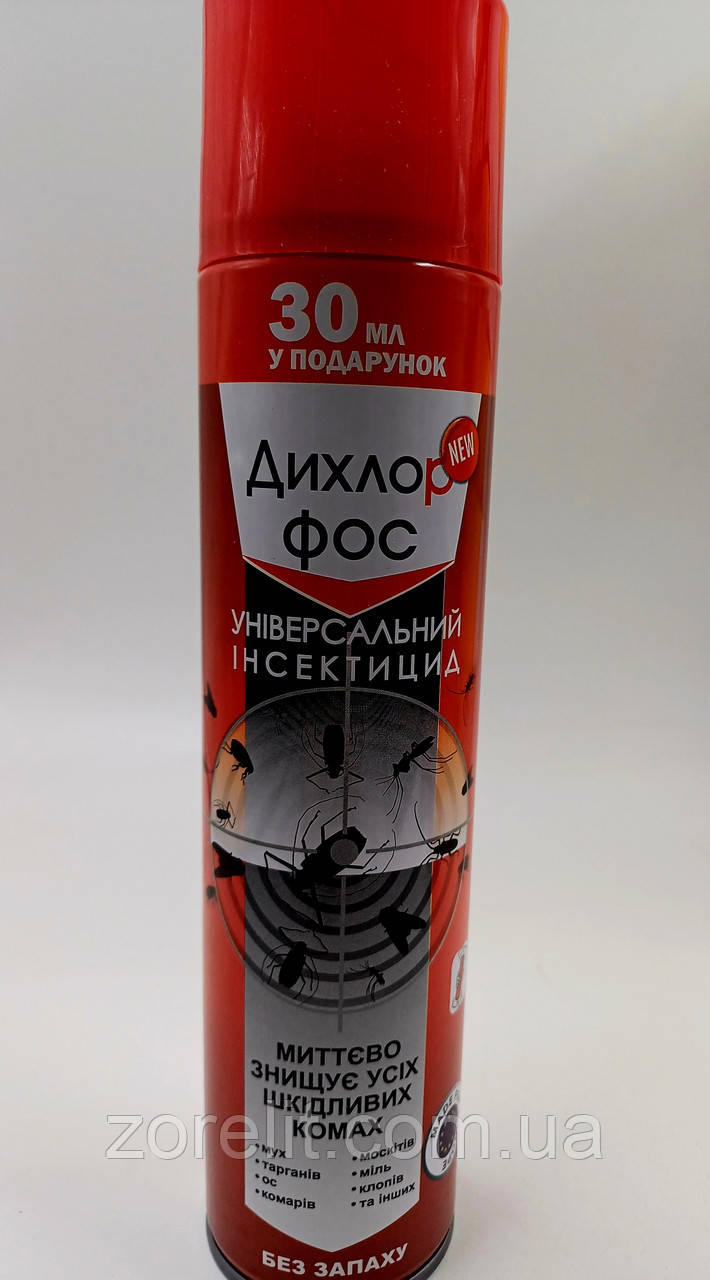 30 МЛ
У ПОДАРУНОК
ДИХЛОР
NEW
ФОС
УНІВЕРСАЛЬНИЙ
ІНСЕКТИЦИД
МИТТЄВО
ЗНИЩУЄ УСІХ
ШКІДЛИВИХ
КОМАХ
zorelit.com.ua
• мух
• тарганів
• ос
• комарів
• москітів
• міль
• клопів
• та інших
MADE
БЕЗ ЗАПАХУ